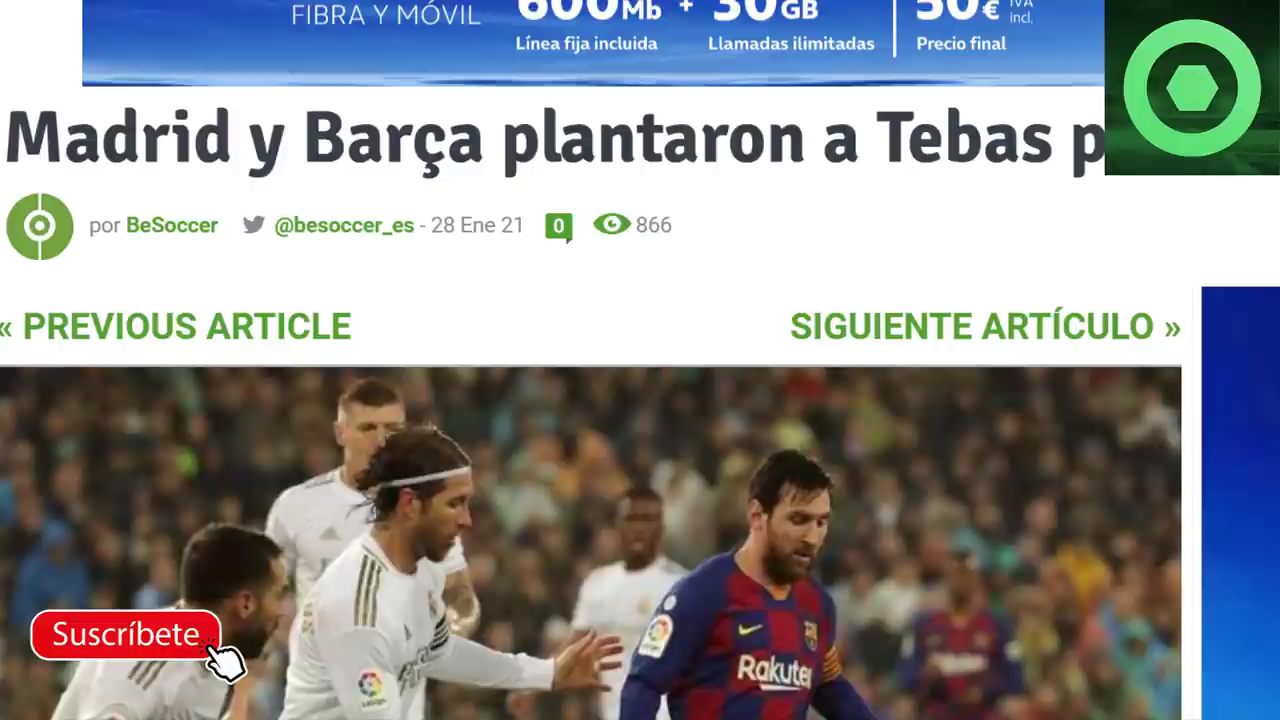 FIBRA Y MÓVIL
600Mb + 30GB 50€ IVA incl.
Línea fija incluida Llamadas ilimitadas Precio final
Madrid y Barça plantaron a Tebas p
por BeSoccer @besoccer_es - 28 Ene 21 0 866
« PREVIOUS ARTICLE SIGUIENTE ARTÍCULO »
Rakuten
Suscríbete